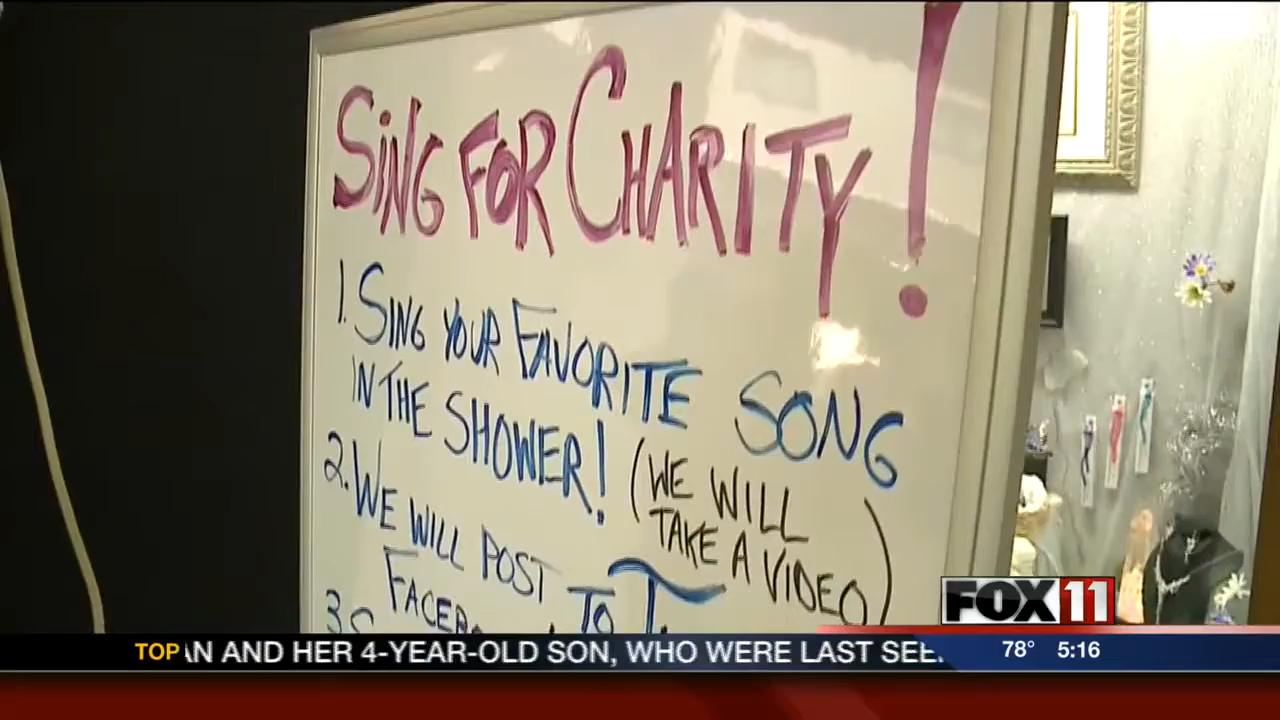 SING FOR CHARITY!
1. SING YOUR FAVORITE SONG
IN THE SHOWER! (WE WILL
TAKE A VIDEO)
2. WE WILL POST TO
FOX 11
TOP AN AND HER 4-YEAR-OLD SON, WHO WERE LAST SEE 78° 5:16